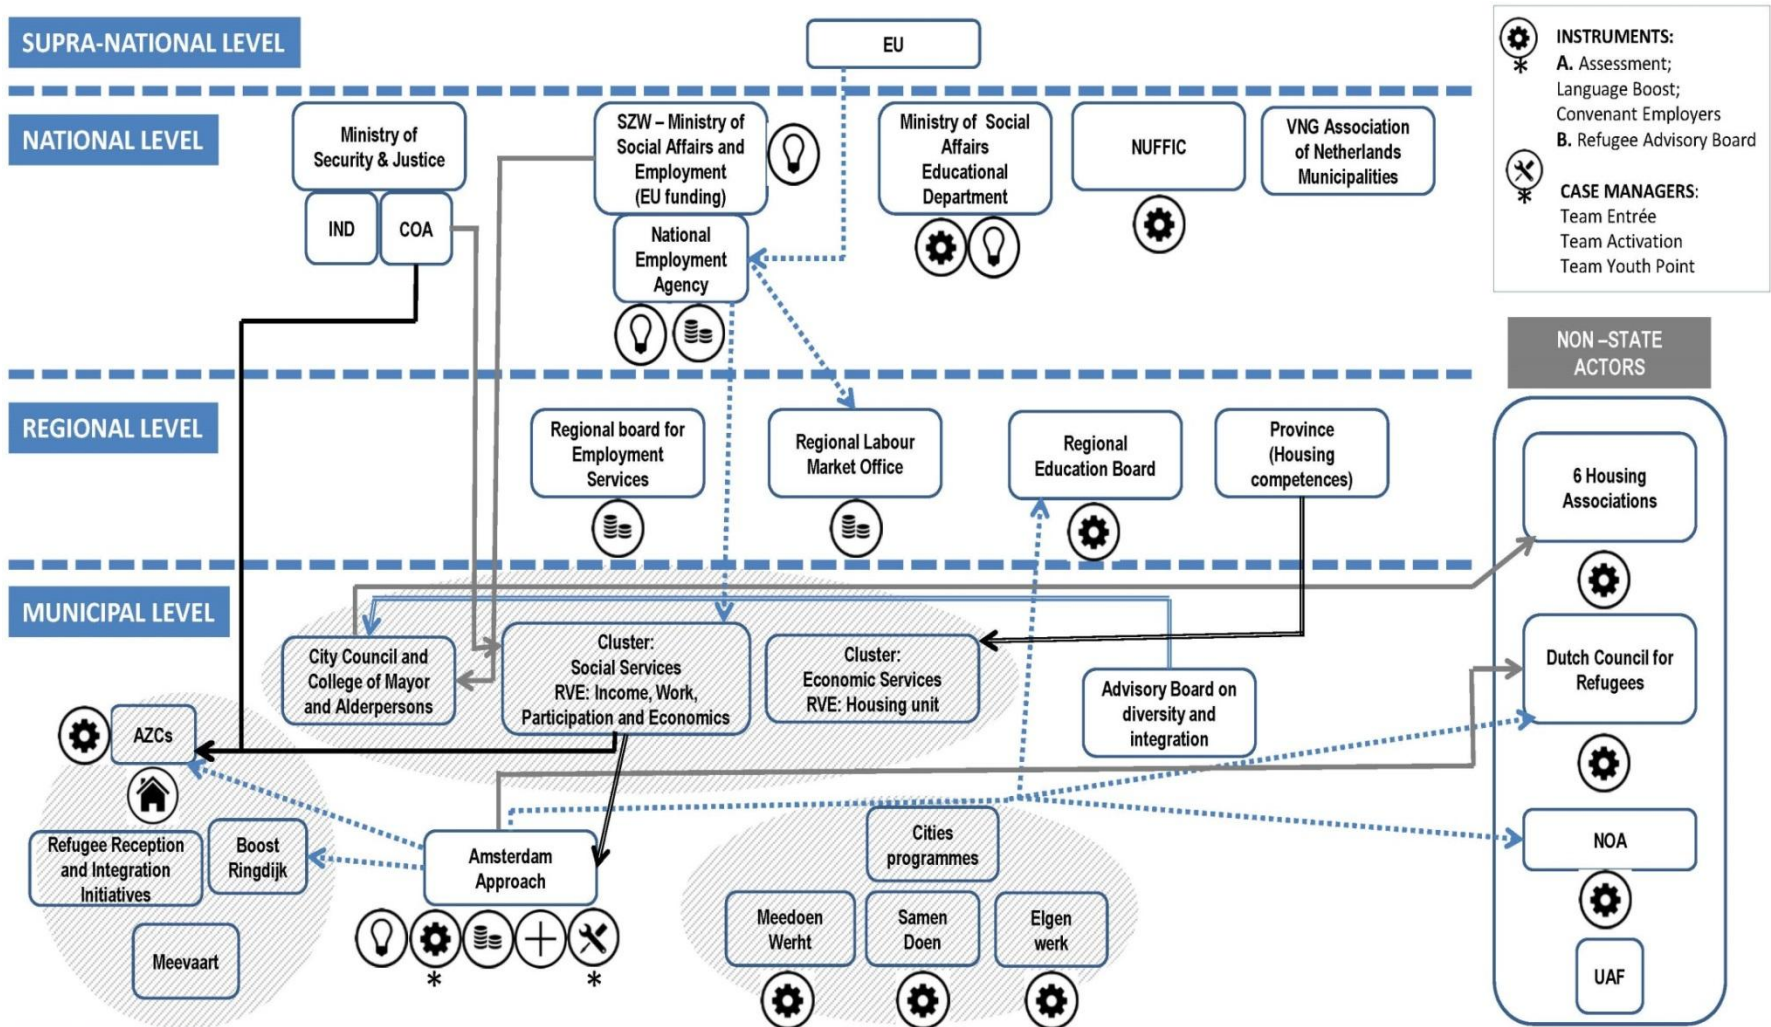 SUPRA-NATIONAL LEVEL
EU
INSTRUMENTS:
A. Assessment;
Language Boost;
Convenant Employers
B. Refugee Advisory Board
*
CASE MANAGERS:
Team Entrée
Team Activation
Team Youth Point
*
NATIONAL LEVEL
Ministry of
Security & Justice
IND
COA
SZW – Ministry of
Social Affairs and
Employment
(EU funding)
National
Employment
Agency
Ministry of Social
Affairs
Educational
Department
NUFFIC
VNG Association
of Netherlands
Municipalities
NON –STATE
ACTORS
REGIONAL LEVEL
Regional board for
Employment
Services
Regional Labour
Market Office
Regional
Education Board
Province
(Housing
competences)
6 Housing
Associations
MUNICIPAL LEVEL
City Council and
College of Mayor
and Alderpersons
Cluster:
Social Services
RVE: Income, Work,
Participation and Economics
Cluster:
Economic Services
RVE: Housing unit
Advisory Board on
diversity and
integration
Dutch Council for
Refugees
AZCs
Refugee Reception
and Integration
Initiatives
Boost
Ringdijk
Meevaart
Amsterdam
Approach
*
*
Cities
programmes
Meedoen
Werht
Samen
Doen
Elgen
werk
NOA
UAF